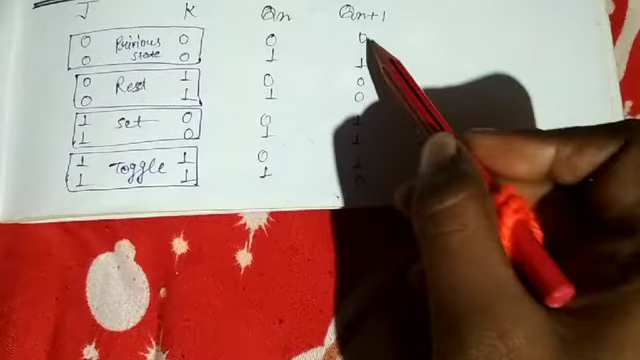 J K Qn Qn+1
0 Privious 0 0 0
0 state 0 1 1
0 Reset 1 0 0
0 1 1 0
1 set 0 0 1
1 0 1 1
1 Toggle 1 0 1
1 1 1 0